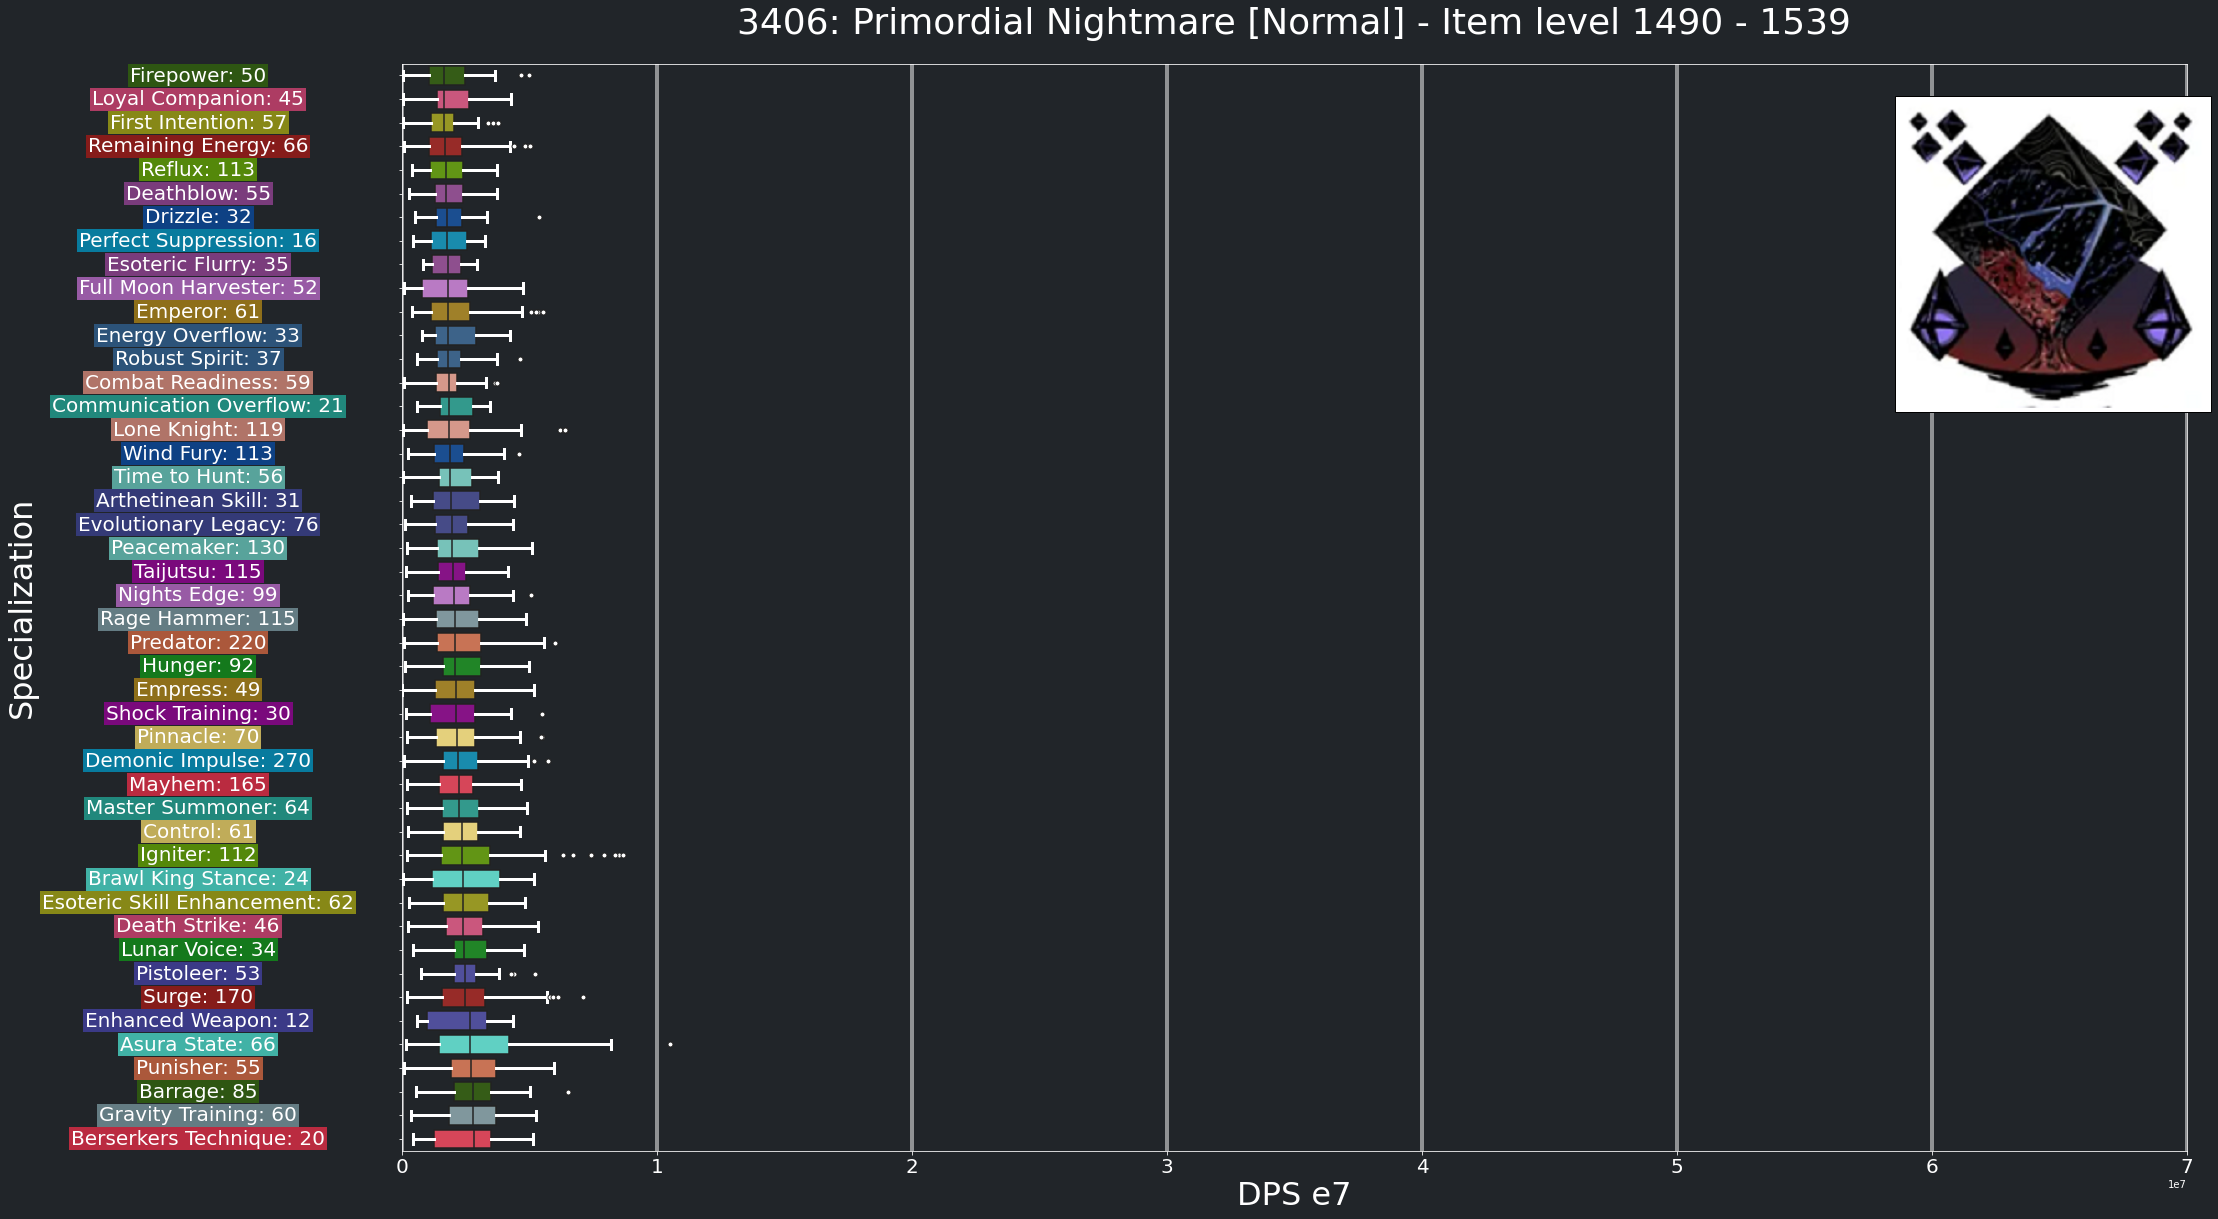 3406: Primordial Nightmare [Normal] - Item level 1490 - 1539
Specialization
Firepower: 50
Loyal Companion: 45
First Intention: 57
Remaining Energy: 66
Reflux: 113
Deathblow: 55
Drizzle: 32
Perfect Suppression: 16
Esoteric Flurry: 35
Full Moon Harvester: 52
Emperor: 61
Energy Overflow: 33
Robust Spirit: 37
Combat Readiness: 59
Communication Overflow: 21
Lone Knight: 119
Wind Fury: 113
Time to Hunt: 56
Arthetinean Skill: 31
Evolutionary Legacy: 76
Peacemaker: 130
Taijutsu: 115
Nights Edge: 99
Rage Hammer: 115
Predator: 220
Hunger: 92
Empress: 49
Shock Training: 30
Pinnacle: 70
Demonic Impulse: 270
Mayhem: 165
Master Summoner: 64
Control: 61
Igniter: 112
Brawl King Stance: 24
Esoteric Skill Enhancement: 62
Death Strike: 46
Lunar Voice: 34
Pistoleer: 53
Surge: 170
Enhanced Weapon: 12
Asura State: 66
Punisher: 55
Barrage: 85
Gravity Training: 60
Berserkers Technique: 20
0 1 2 3 4 5 6 7
1e7
DPS e7